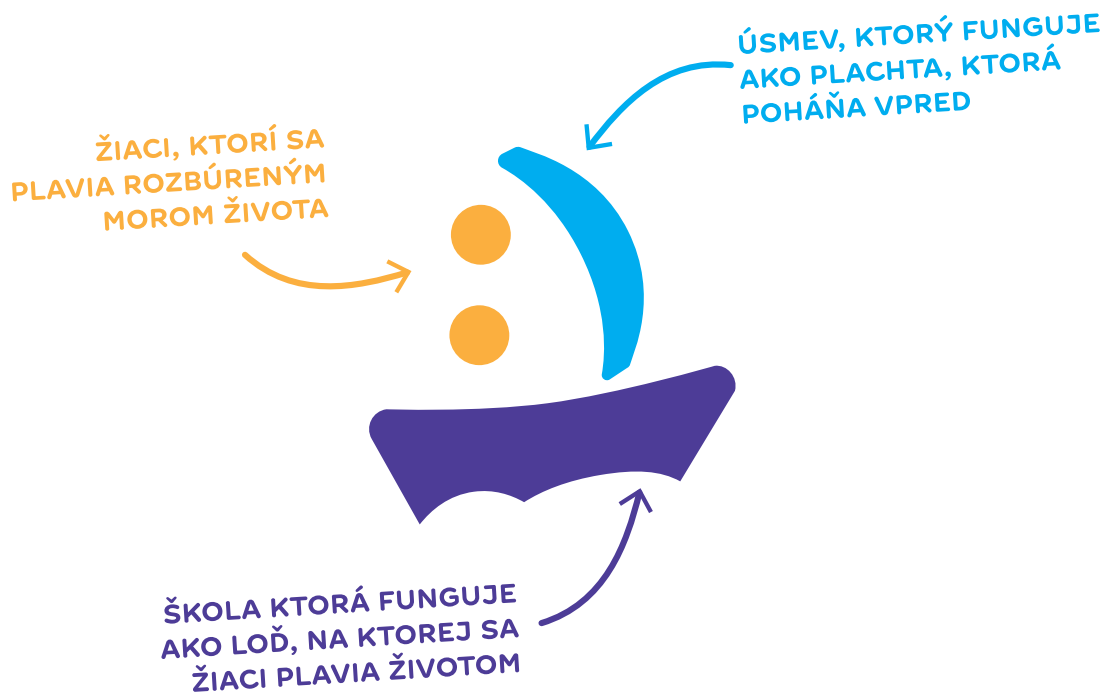 ÚSMEV, KTORÝ FUNGUJE
AKO PLACHTA, KTORÁ
POHÁŇA VPRED
ŽIACI, KTORÍ SA
PLAVIA ROZBÚRENÝM
MOROM ŽIVOTA
ŠKOLA KTORÁ FUNGUJE
AKO LOĎ, NA KTOREJ SA
ŽIACI PLAVIA ŽIVOTOM